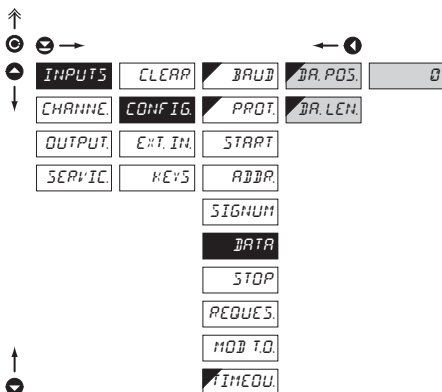 INPUTS CLEAR BAUD DA. POS. 0
CHANNE. CONFIG. PROT. DA. LEN.
OUTPUT. EXT. IN. START
SERVIC. KEYS ADDR.
SIGNUM
DATA
STOP
REQUES.
MOD T.O.
TIMEOU.